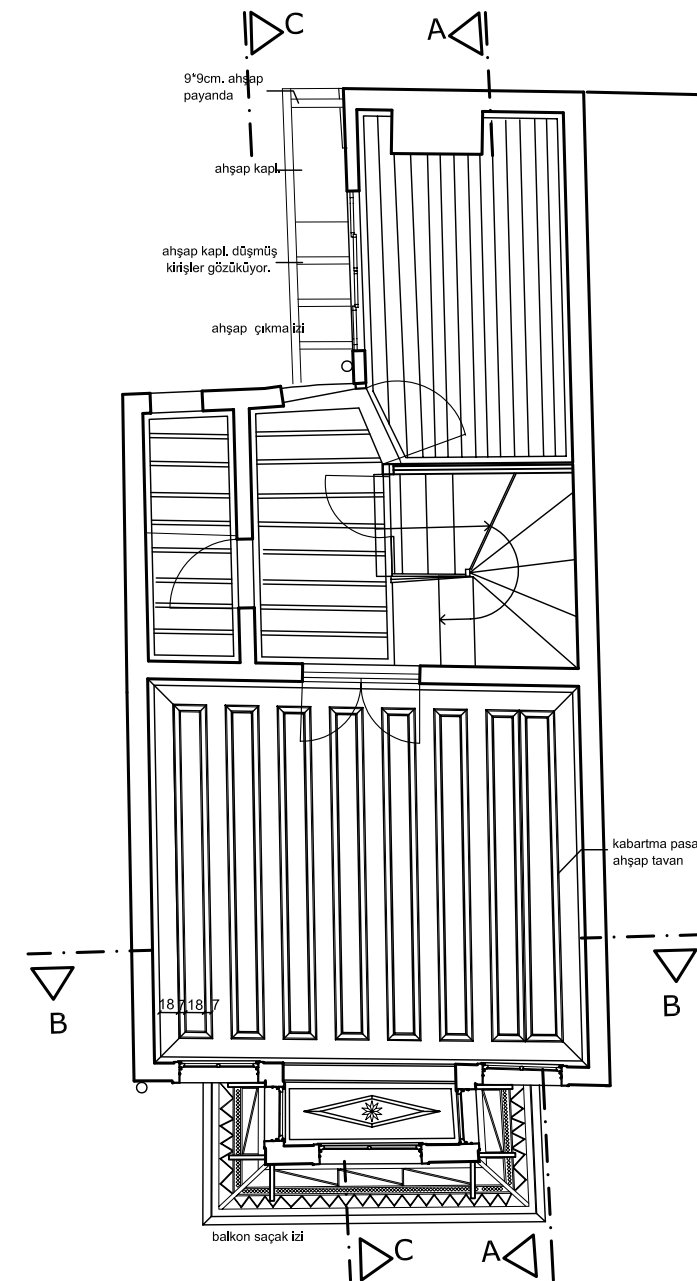 C
A
9*9cm. ahşap
payanda
ahşap kapl.
ahşap kapl. düşmüş
kirişler gözüküyor.
ahşap çıkma izi
kabartma pasa
ahşap tavan
B
B
18 7 18 7
balkon saçak izi
C
A